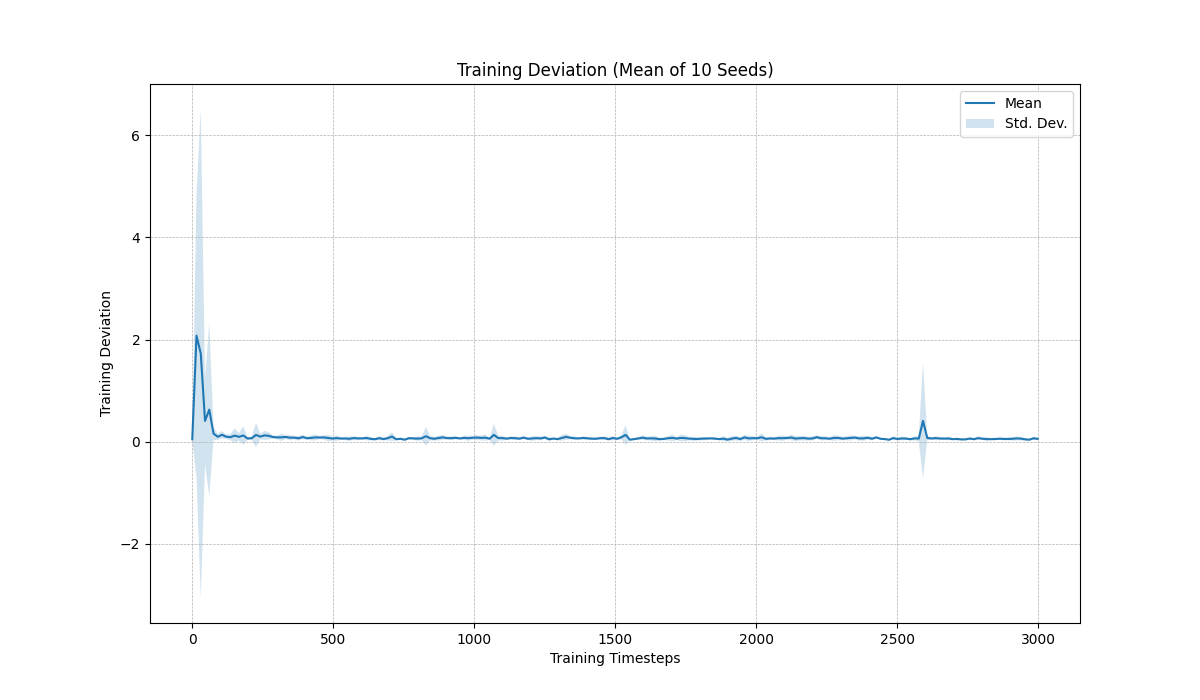 Training Deviation (Mean of 10 Seeds)
Mean
Std. Dev.
6
4
2
0
−2
Training Deviation
0
500
1000
1500
2000
2500
3000
Training Timesteps